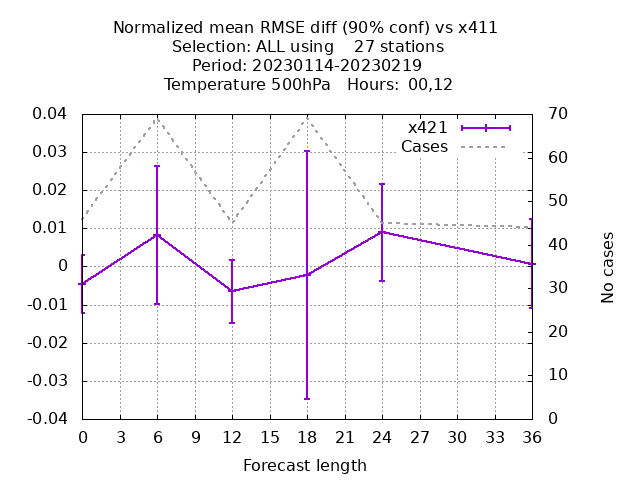 Normalized mean RMSE diff (90% conf) vs x411
Selection: ALL using    27 stations
Period: 20230114-20230219
Temperature 500hPa   Hours:  00,12
0.04
0.03
0.02
0.01
0
-0.01
-0.02
-0.03
-0.04
x421
Cases
70
60
50
40
30
20
10
0
No cases
0 3 6 9 12 15 18 21 24 27 30 33 36
Forecast length